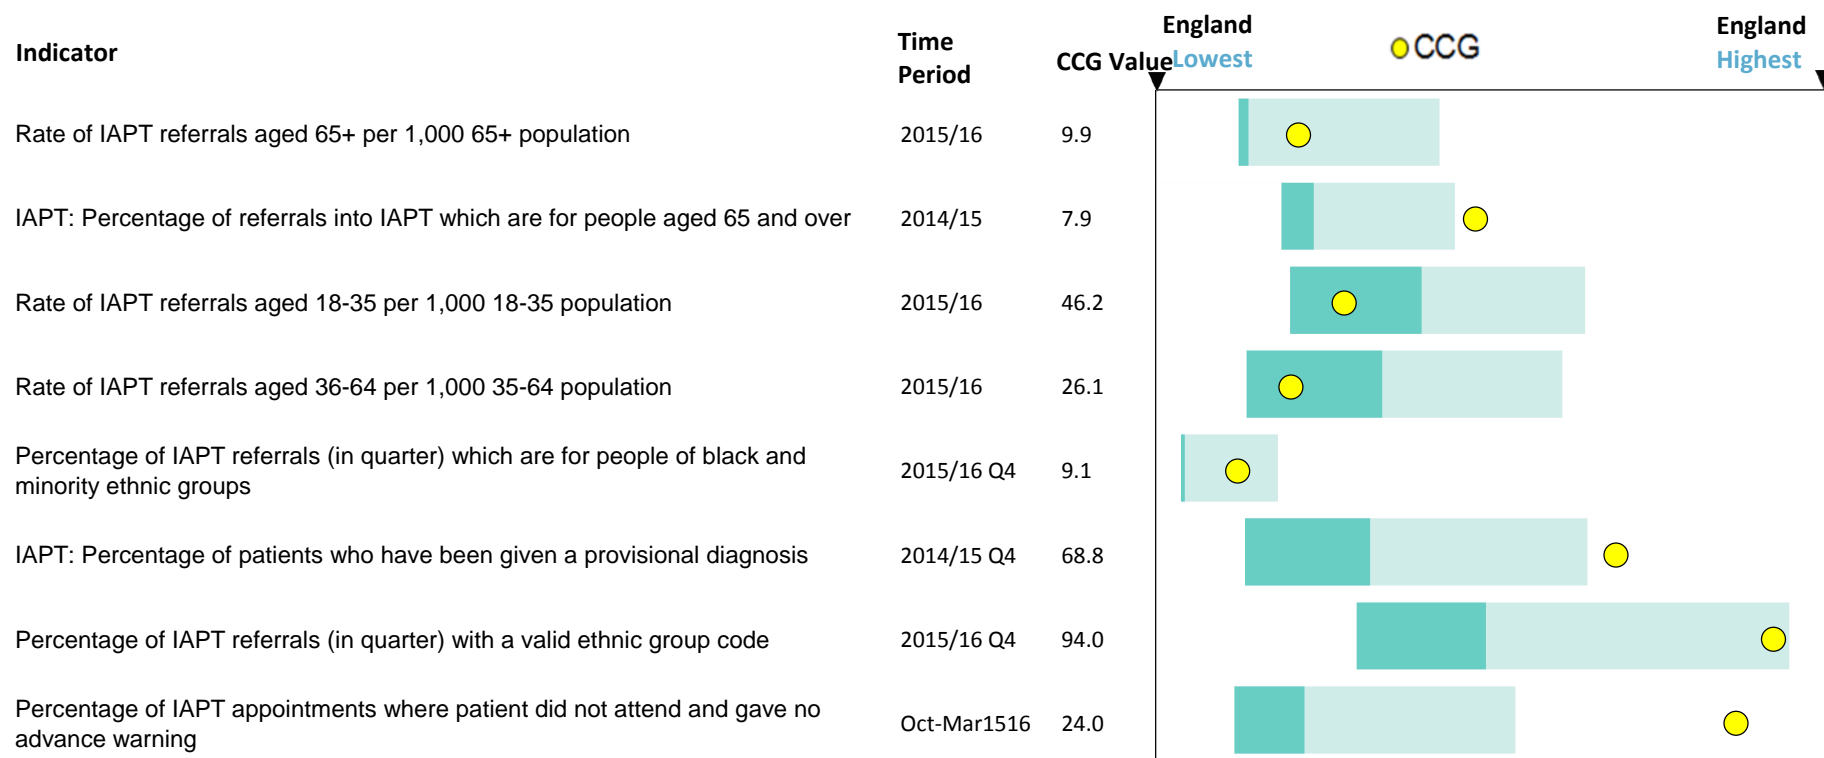 Indicator
Time Period
CCG Value
England Lowest
CCG
England Highest
Rate of IAPT referrals aged 65+ per 1,000 65+ population 2015/16 9.9
IAPT: Percentage of referrals into IAPT which are for people aged 65 and over 2014/15 7.9
Rate of IAPT referrals aged 18-35 per 1,000 18-35 population 2015/16 46.2
Rate of IAPT referrals aged 36-64 per 1,000 35-64 population 2015/16 26.1
Percentage of IAPT referrals (in quarter) which are for people of black and
minority ethnic groups 2015/16 Q4 9.1
IAPT: Percentage of patients who have been given a provisional diagnosis 2014/15 Q4 68.8
Percentage of IAPT referrals (in quarter) with a valid ethnic group code 2015/16 Q4 94.0
Percentage of IAPT appointments where patient did not attend and gave no
advance warning Oct-Mar1516 24.0